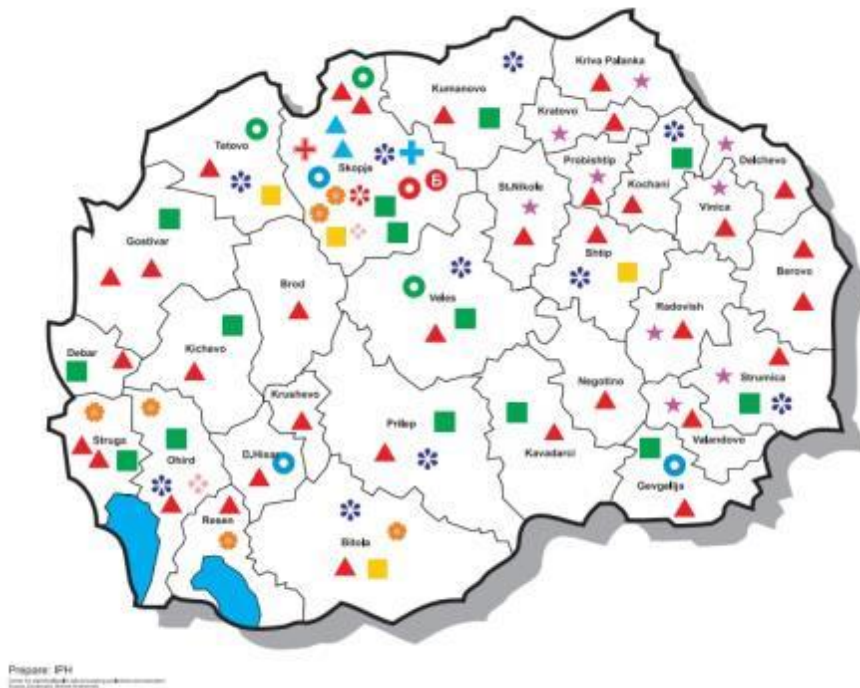 Kriva Palanka
Kumanovo
Kratovo
Tetovo
Skopje
Probishtip
Delchevo
St.Nikole
Kochani
Vinica
Gostivar
Shtip
Berovo
Brod
Veles
Radovish
Debar
Kichevo
Negotino
Strumica
Krushevo
Struga
Ohrid
D.Hisar
Prilep
Kavadarci
Valandovo
Gevgelija
Resen
Bitola
Б
Prepare: IPH